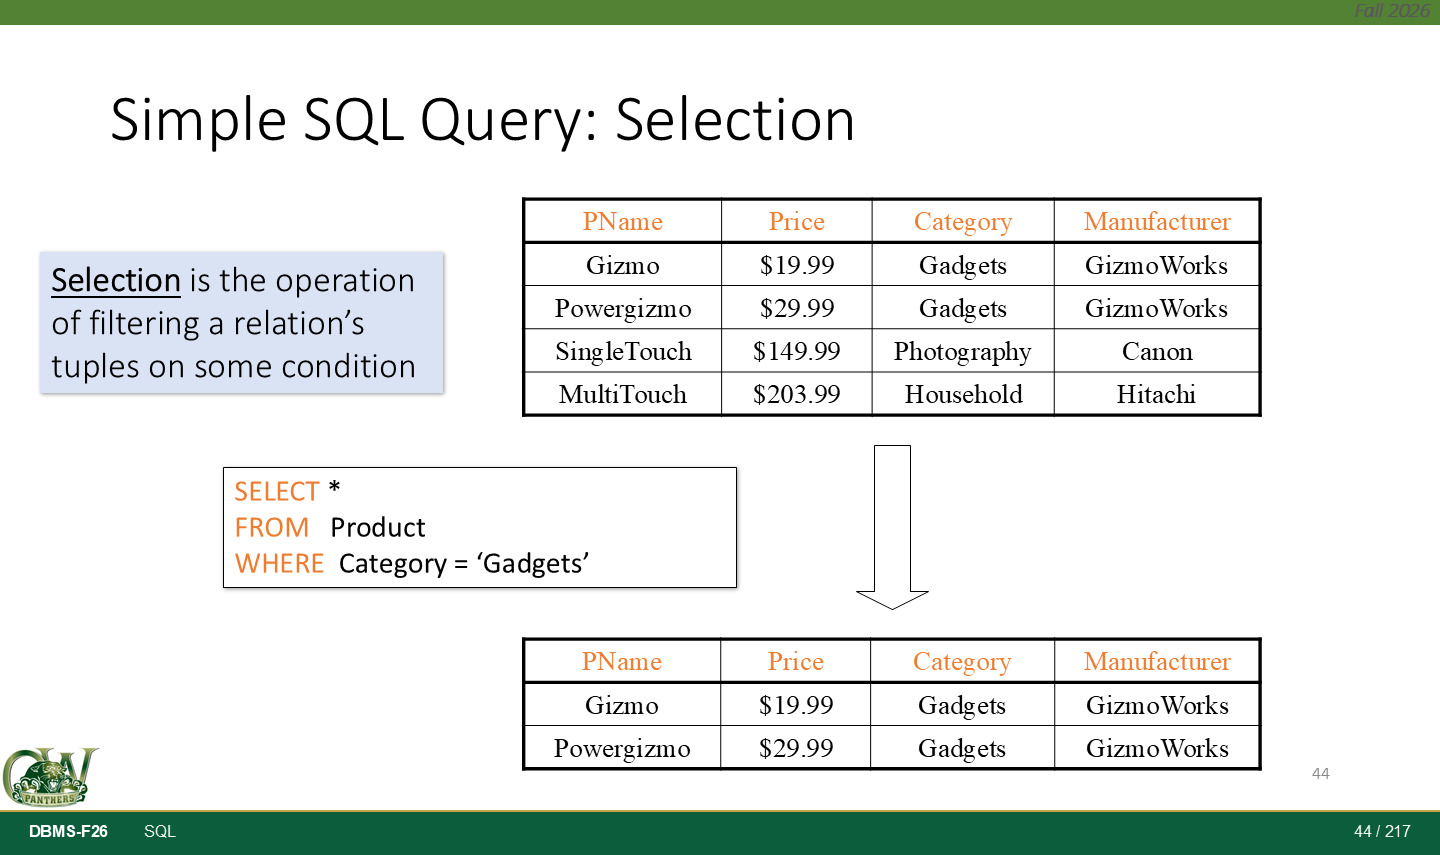 Fall 2026
Simple SQL Query: Selection
Selection is the operation
of filtering a relation’s
tuples on some condition
PName Price Category Manufacturer
Gizmo $19.99 Gadgets GizmoWorks
Powergizmo $29.99 Gadgets GizmoWorks
SingleTouch $149.99 Photography Canon
MultiTouch $203.99 Household Hitachi
SELECT *
FROM Product
WHERE Category = ‘Gadgets’
PName Price Category Manufacturer
Gizmo $19.99 Gadgets GizmoWorks
Powergizmo $29.99 Gadgets GizmoWorks
44
OW
PANTHERS
DBMS-F26 SQL 44 / 217